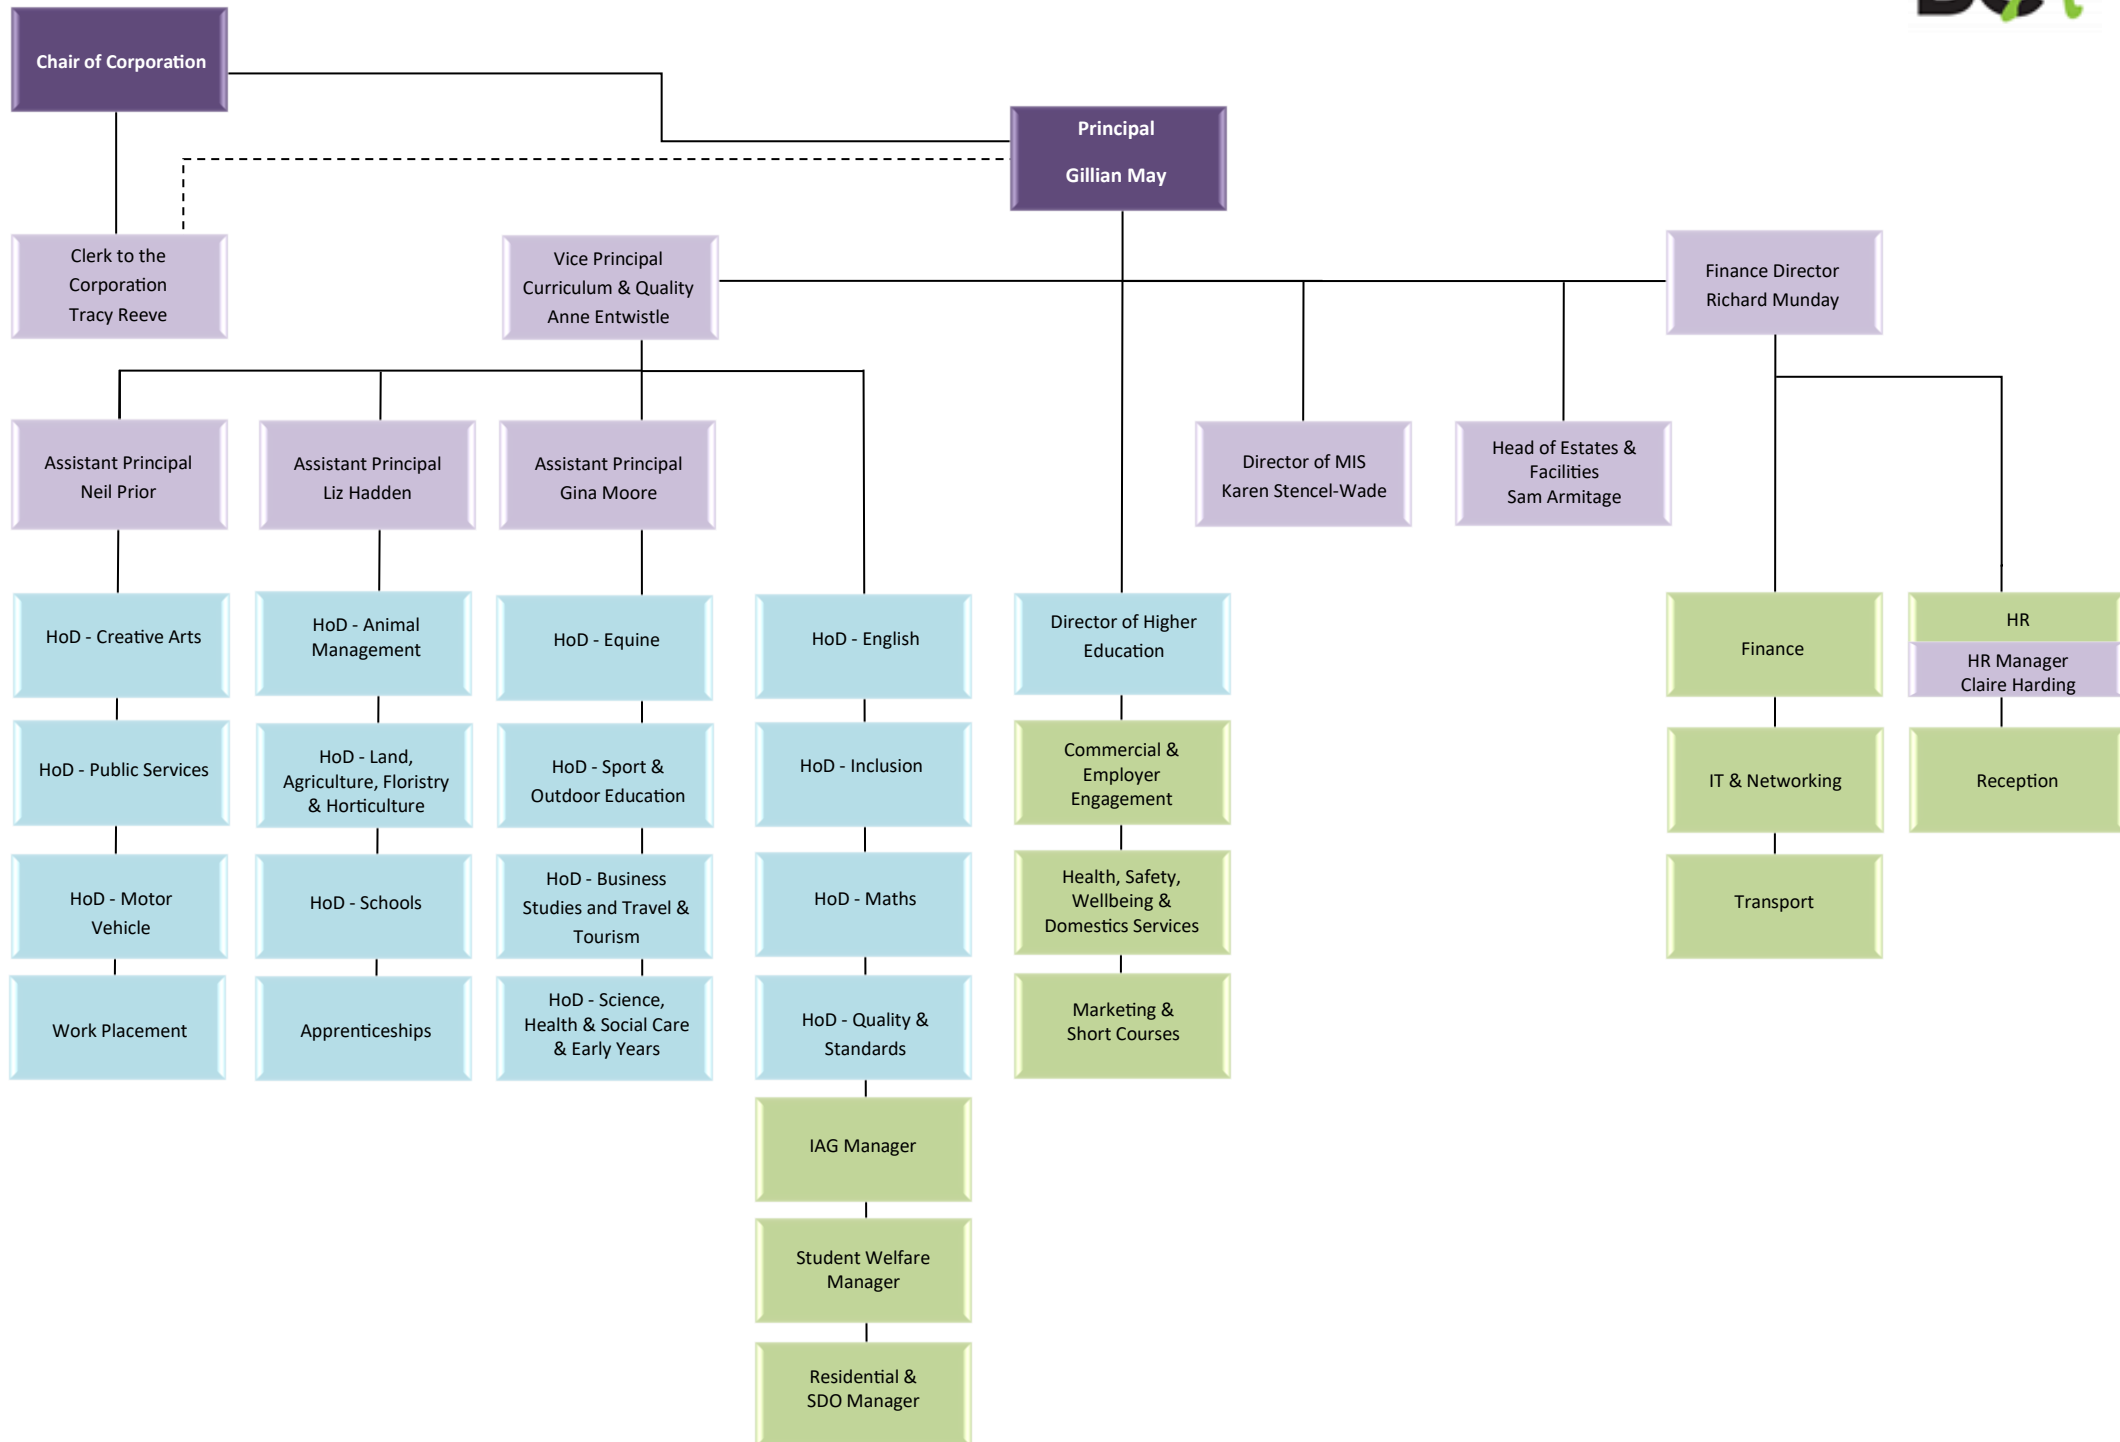 Chair of Corporation
Principal
Gillian May
Clerk to the
Corporation
Tracy Reeve
Vice Principal
Curriculum & Quality
Anne Entwistle
Finance Director
Richard Munday
Assistant Principal
Neil Prior
Assistant Principal
Liz Hadden
Assistant Principal
Gina Moore
Director of MIS
Karen Stencel-Wade
Head of Estates &
Facilities
Sam Armitage
HoD - Creative Arts
HoD - Animal
Management
HoD - Equine
HoD - English
Director of Higher
Education
Finance
HR
HR Manager
Claire Harding
HoD - Public Services
HoD - Land,
Agriculture, Floristry
& Horticulture
HoD - Sport &
Outdoor Education
HoD - Inclusion
Commercial &
Employer
Engagement
IT & Networking
Reception
HoD - Motor
Vehicle
HoD - Schools
HoD - Business
Studies and Travel &
Tourism
HoD - Maths
Health, Safety,
Wellbeing &
Domestics Services
Transport
Work Placement
Apprenticeships
HoD - Science,
Health & Social Care
& Early Years
HoD - Quality &
Standards
Marketing &
Short Courses
IAG Manager
Student Welfare
Manager
Residential &
SDO Manager